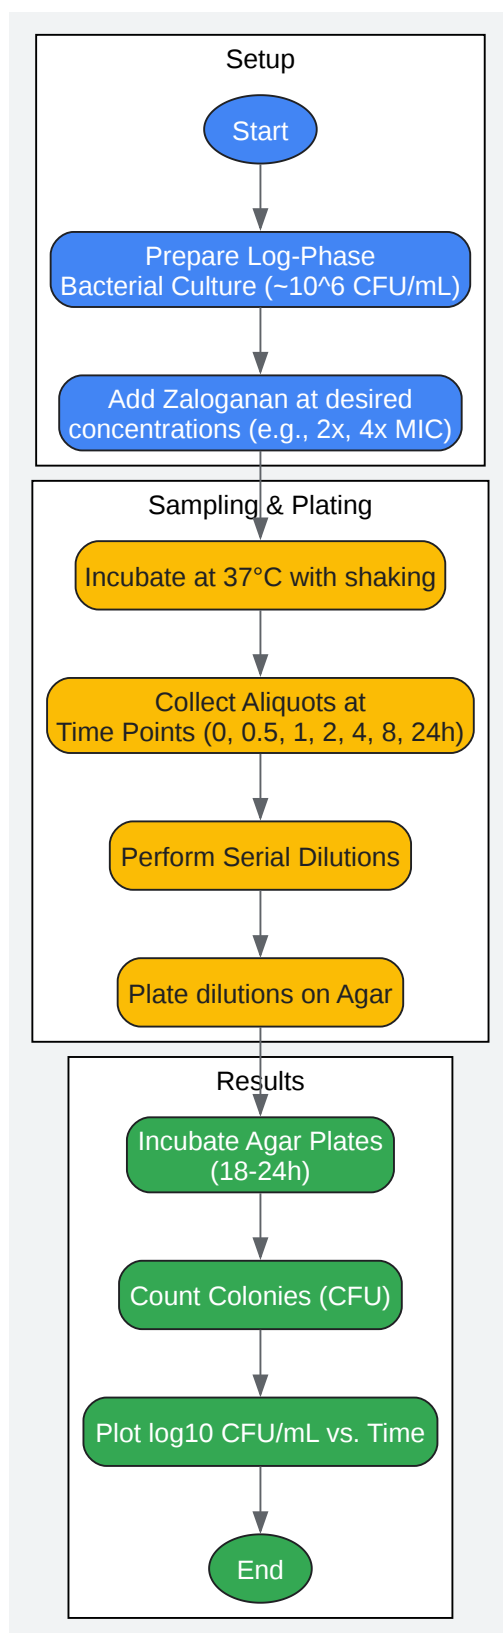 Setup
Start
Prepare Log-Phase
Bacterial Culture (~10^6 CFU/mL)
Add Zaloganan at desired
concentrations (e.g., 2x, 4x MIC)
Sampling & Plating
Incubate at 37°C with shaking
Collect Aliquots at
Time Points (0, 0.5, 1, 2, 4, 8, 24h)
Perform Serial Dilutions
Plate dilutions on Agar
Results
Incubate Agar Plates
(18-24h)
Count Colonies (CFU)
Plot log10 CFU/mL vs. Time
End